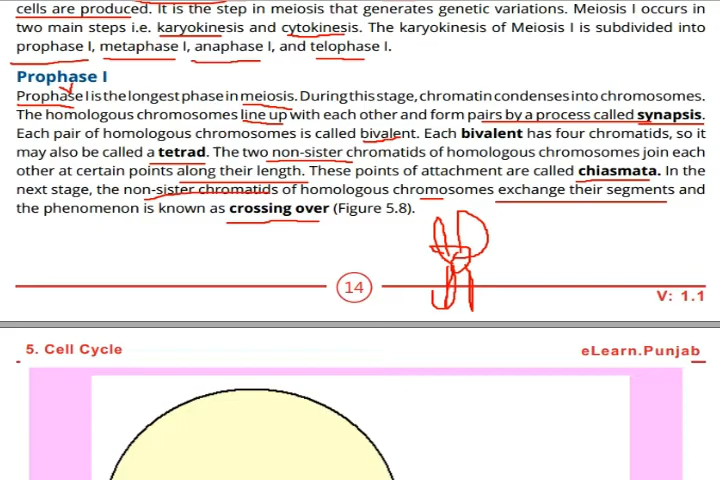 cells are produced. It is the step in meiosis that generates genetic variations. Meiosis I occurs in
two main steps i.e. karyokinesis and cytokinesis. The karyokinesis of Meiosis I is subdivided into
prophase I, metaphase I, anaphase I, and telophase I.
Prophase I
Prophase I is the longest phase in meiosis. During this stage, chromatin condenses into chromosomes.
The homologous chromosomes line up with each other and form pairs by a process called synapsis.
Each pair of homologous chromosomes is called bivalent. Each bivalent has four chromatids, so it
may also be called a tetrad. The two non-sister chromatids of homologous chromosomes join each
other at certain points along their length. These points of attachment are called chiasmata. In the
next stage, the non-sister chromatids of homologous chromosomes exchange their segments and
the phenomenon is known as crossing over (Figure 5.8).
14
V: 1.1
5. Cell Cycle
eLearn.Punjab